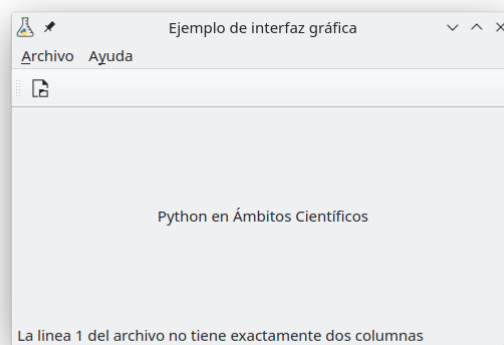 Ejemplo de interfaz gráfica
Archivo Ayuda
Python en Ámbitos Científicos
La linea 1 del archivo no tiene exactamente dos columnas